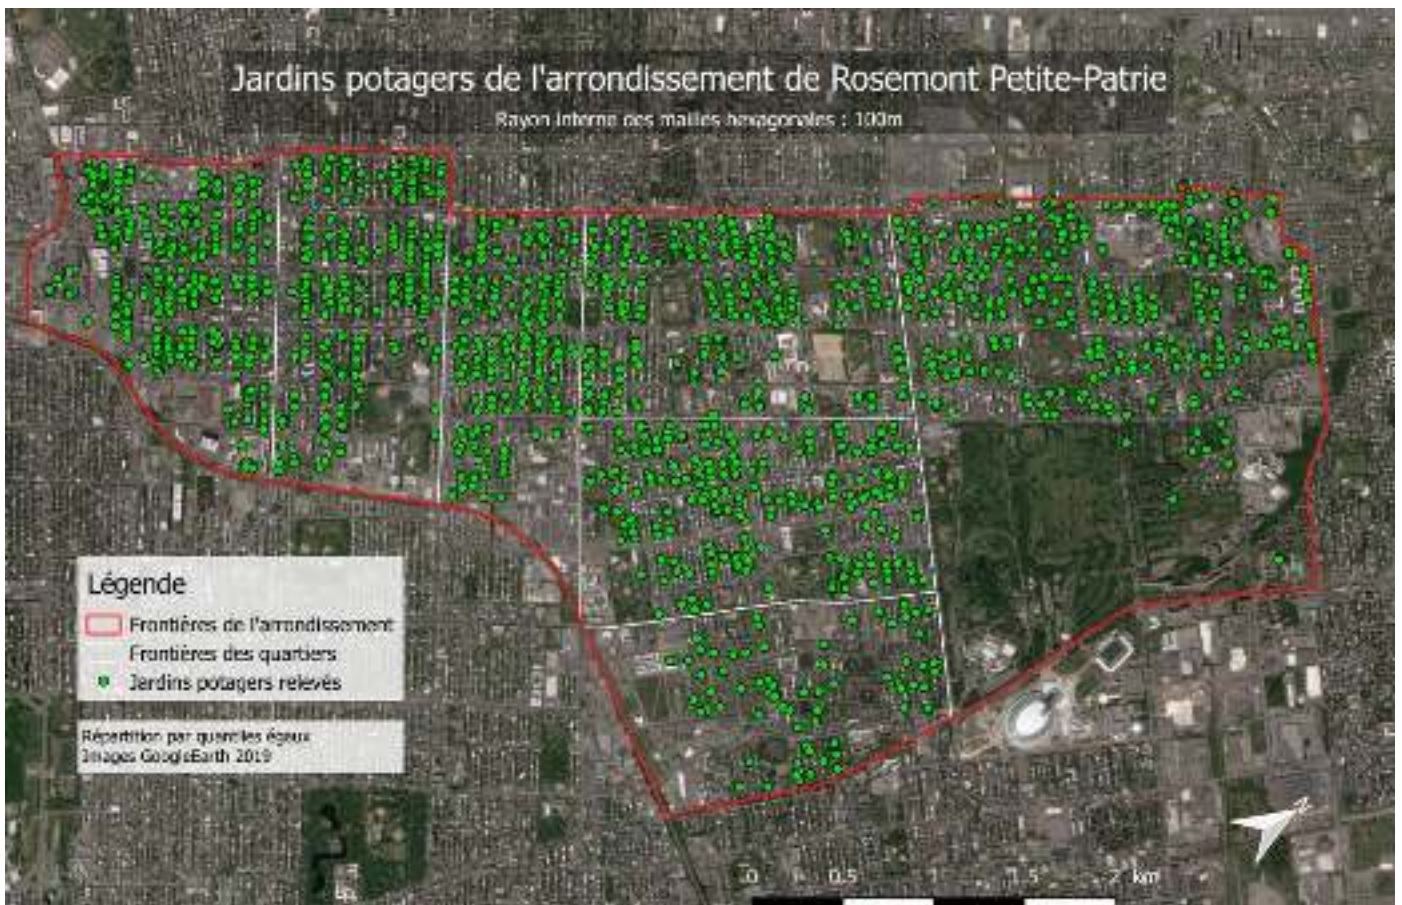 Jardins potagers de l'arrondissement de Rosemont Petite-Patrie
Rayon interne des mailles hexagonales : 100m
Légende
Frontières de l'arrondissement
Frontières des quartiers
Jardins potagers relevés
Répartition par quantiles égaux
Images GoogleEarth 2019
N
0 0.5 1 1.5 2 km